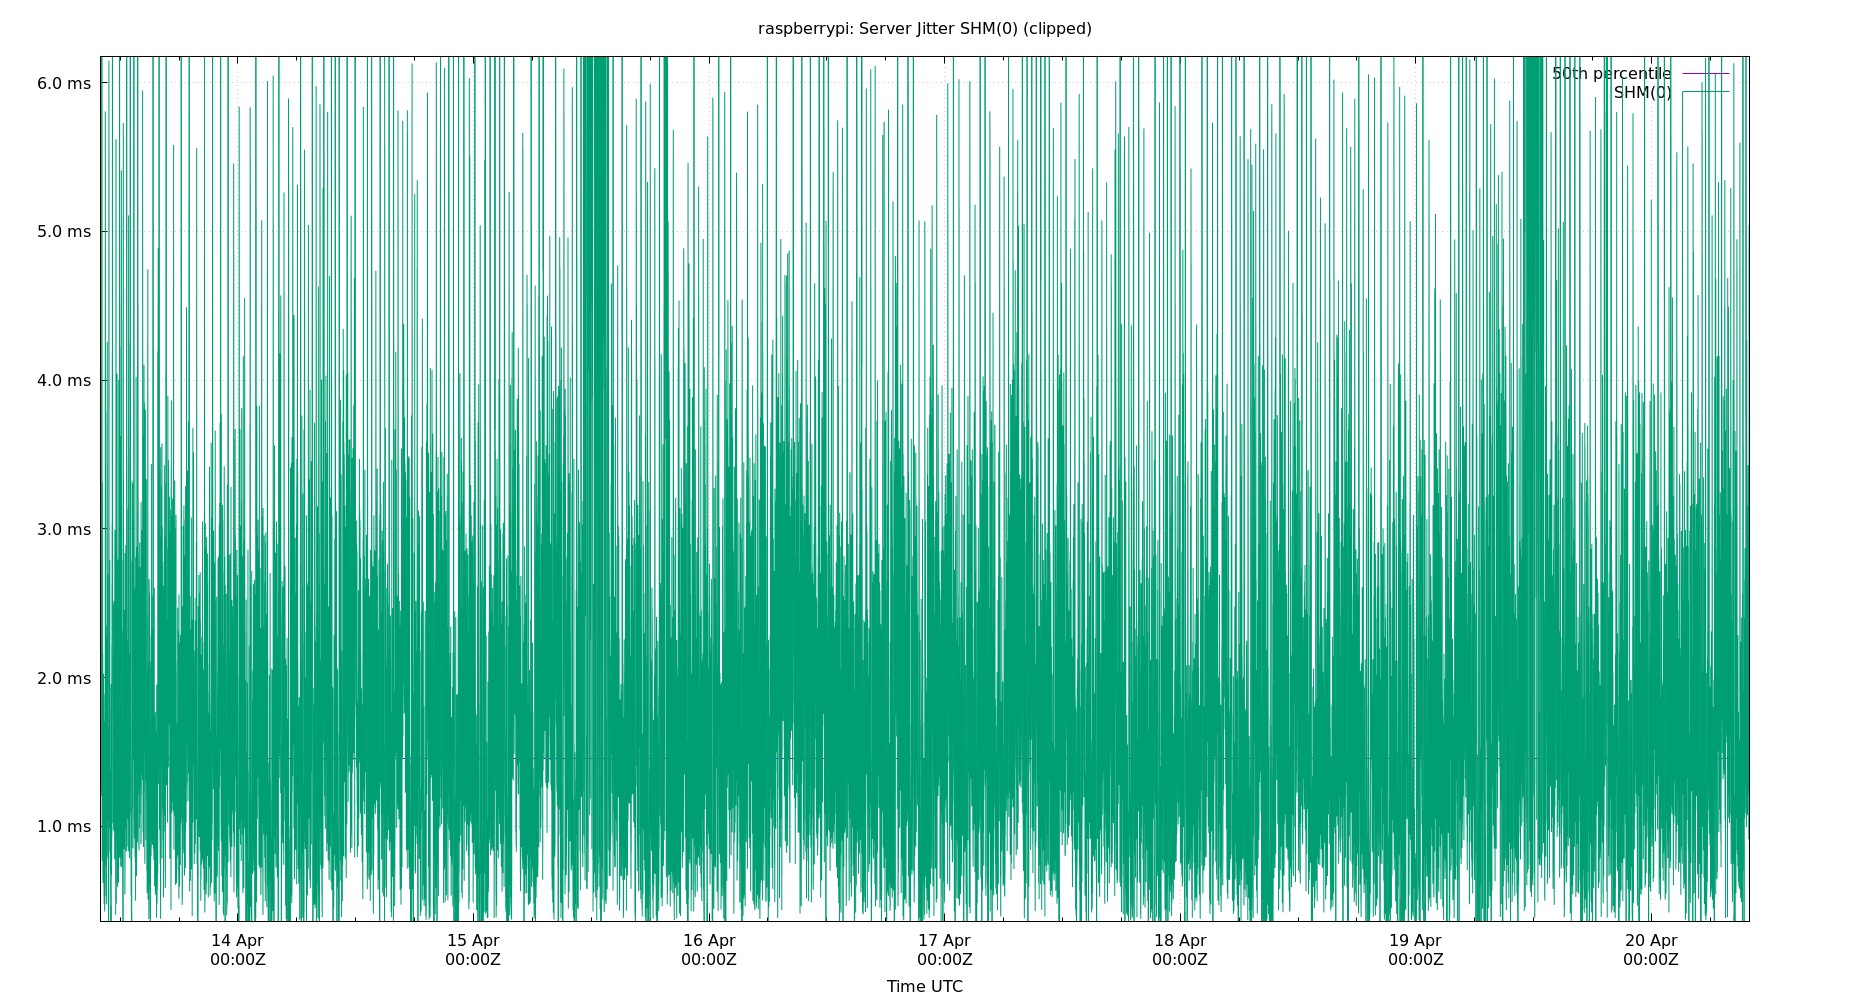 raspberrypi: Server Jitter SHM(0) (clipped)
6.0 ms
5.0 ms
4.0 ms
3.0 ms
2.0 ms
1.0 ms
50th percentile
SHM(0)
14 Apr
00:00Z
15 Apr
00:00Z
16 Apr
00:00Z
17 Apr
00:00Z
18 Apr
00:00Z
19 Apr
00:00Z
20 Apr
00:00Z
Time UTC